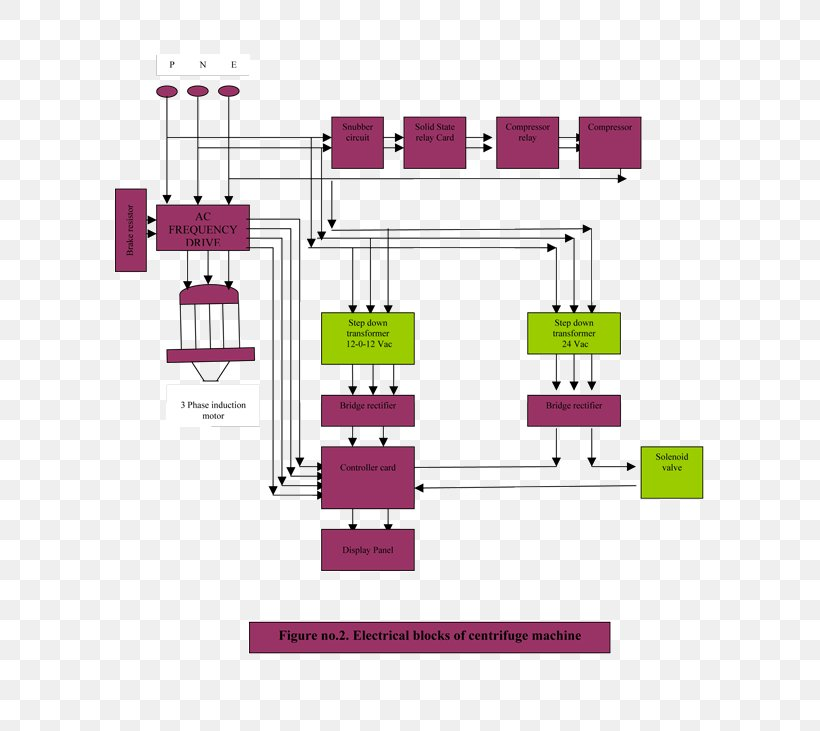 P N E
Snubber
circuit
Solid State
relay Card
Compressor
relay
Compressor
Brake resistor
AC
FREQUENCY
DRIVE
Step down
transformer
12-0-12 Vac
Step down
transformer
24 Vac
3 Phase induction
motor
Bridge rectifier
Bridge rectifier
Controller card
Solenoid
valve
Display Panel
Figure no.2. Electrical blocks of centrifuge machine